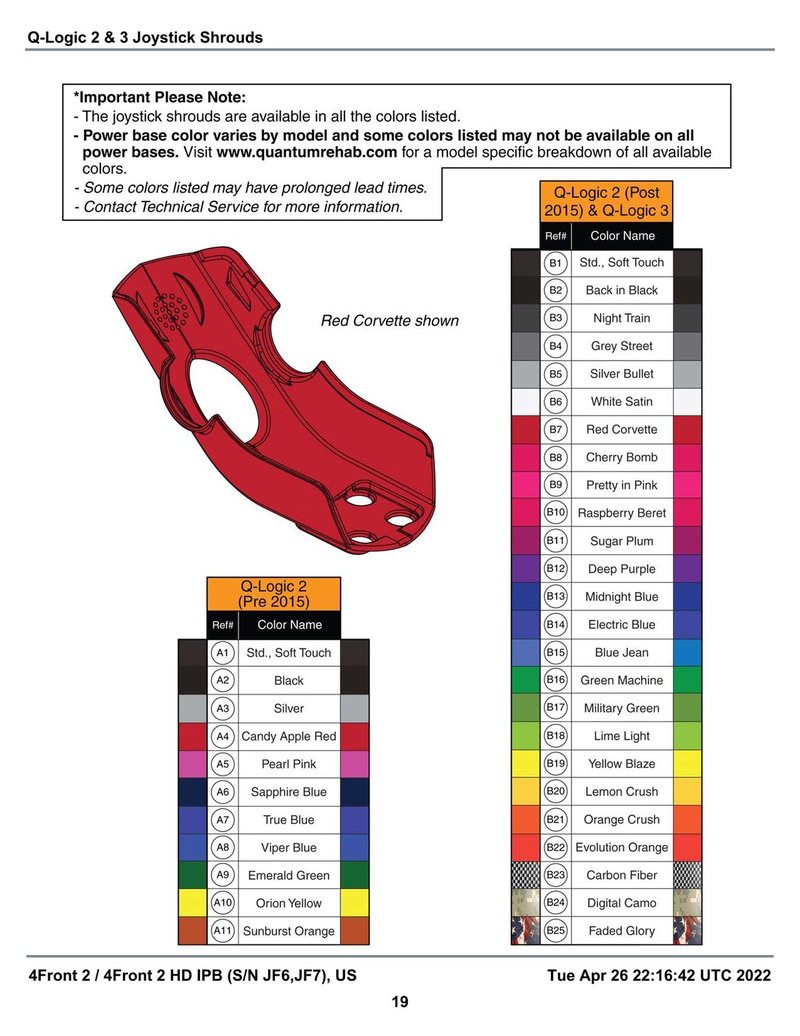 Q-Logic 2 & 3 Joystick Shrouds
*Important Please Note:
- The joystick shrouds are available in all the colors listed.
- Power base color varies by model and some colors listed may not be available on all
power bases. Visit www.quantumrehab.com for a model specific breakdown of all available
colors.
- Some colors listed may have prolonged lead times.
- Contact Technical Service for more information.
Red Corvette shown
Q-Logic 2
(Pre 2015)
Ref# Color Name
A1 Std., Soft Touch
A2 Black
A3 Silver
A4 Candy Apple Red
A5 Pearl Pink
A6 Sapphire Blue
A7 True Blue
A8 Viper Blue
A9 Emerald Green
A10 Orion Yellow
A11 Sunburst Orange
Q-Logic 2 (Post
2015) & Q-Logic 3
Ref# Color Name
B1 Std., Soft Touch
B2 Back in Black
B3 Night Train
B4 Grey Street
B5 Silver Bullet
B6 White Satin
B7 Red Corvette
B8 Cherry Bomb
B9 Pretty in Pink
B10 Raspberry Beret
B11 Sugar Plum
B12 Deep Purple
B13 Midnight Blue
B14 Electric Blue
B15 Blue Jean
B16 Green Machine
B17 Military Green
B18 Lime Light
B19 Yellow Blaze
B20 Lemon Crush
B21 Orange Crush
B22 Evolution Orange
B23 Carbon Fiber
B24 Digital Camo
B25 Faded Glory
4Front 2 / 4Front 2 HD IPB (S/N JF6,JF7), US
Tue Apr 26 22:16:42 UTC 2022
19